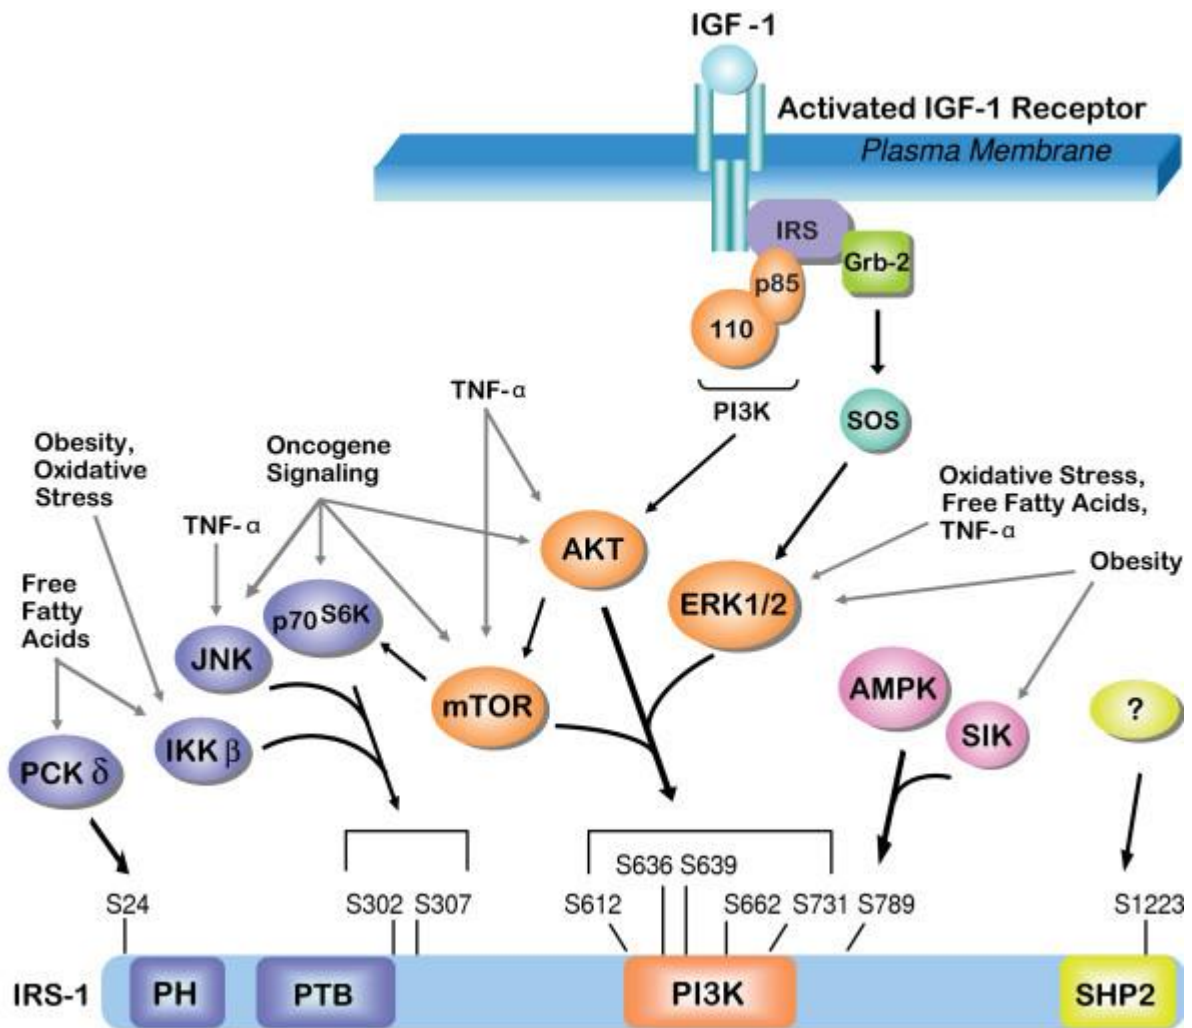 IGF -1
Activated IGF-1 Receptor
Plasma Membrane
IRS
Grb-2
p85
110
PI3K
SOS
TNF-α
Obesity,
Oxidative
Stress
Oncogene
Signaling
TNF-α
Free
Fatty
Acids
Oxidative Stress,
Free Fatty Acids,
TNF-α
Obesity
AKT
ERK1/2
p70 S6K
JNK
mTOR
IKK β
PCK δ
AMPK
SIK
?
S636 S639
S24
S302 S307
S612
S662 S731 S789
S1223
IRS-1
PH
PTB
PI3K
SHP2